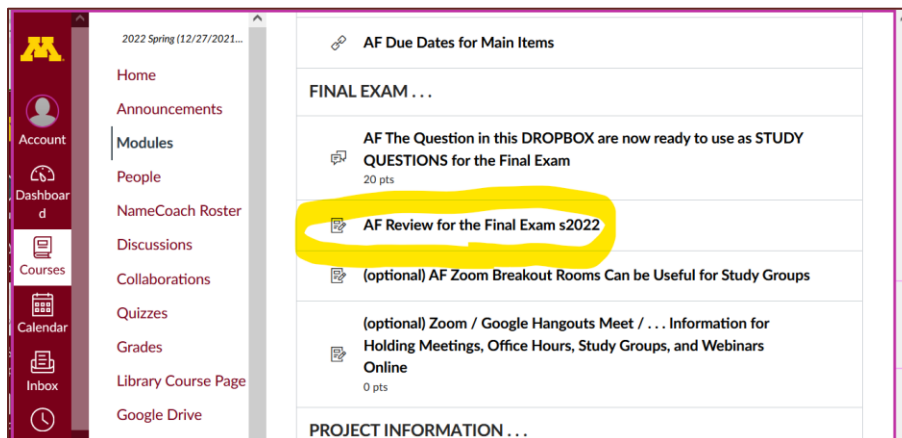 M
Account
Dashboar
d
Courses
Calendar
Inbox
2022 Spring (12/27/2021...
Home
Announcements
Modules
People
NameCoach Roster
Discussions
Collaborations
Quizzes
Grades
Library Course Page
Google Drive
AF Due Dates for Main Items
FINAL EXAM . . .
AF The Question in this DROPBOX are now ready to use as STUDY
QUESTIONS for the Final Exam
20 pts
AF Review for the Final Exam s2022
(optional) AF Zoom Breakout Rooms Can be Useful for Study Groups
(optional) Zoom / Google Hangouts Meet / . . . Information for
Holding Meetings, Office Hours, Study Groups, and Webinars
Online
0 pts
PROJECT INFORMATION . . .